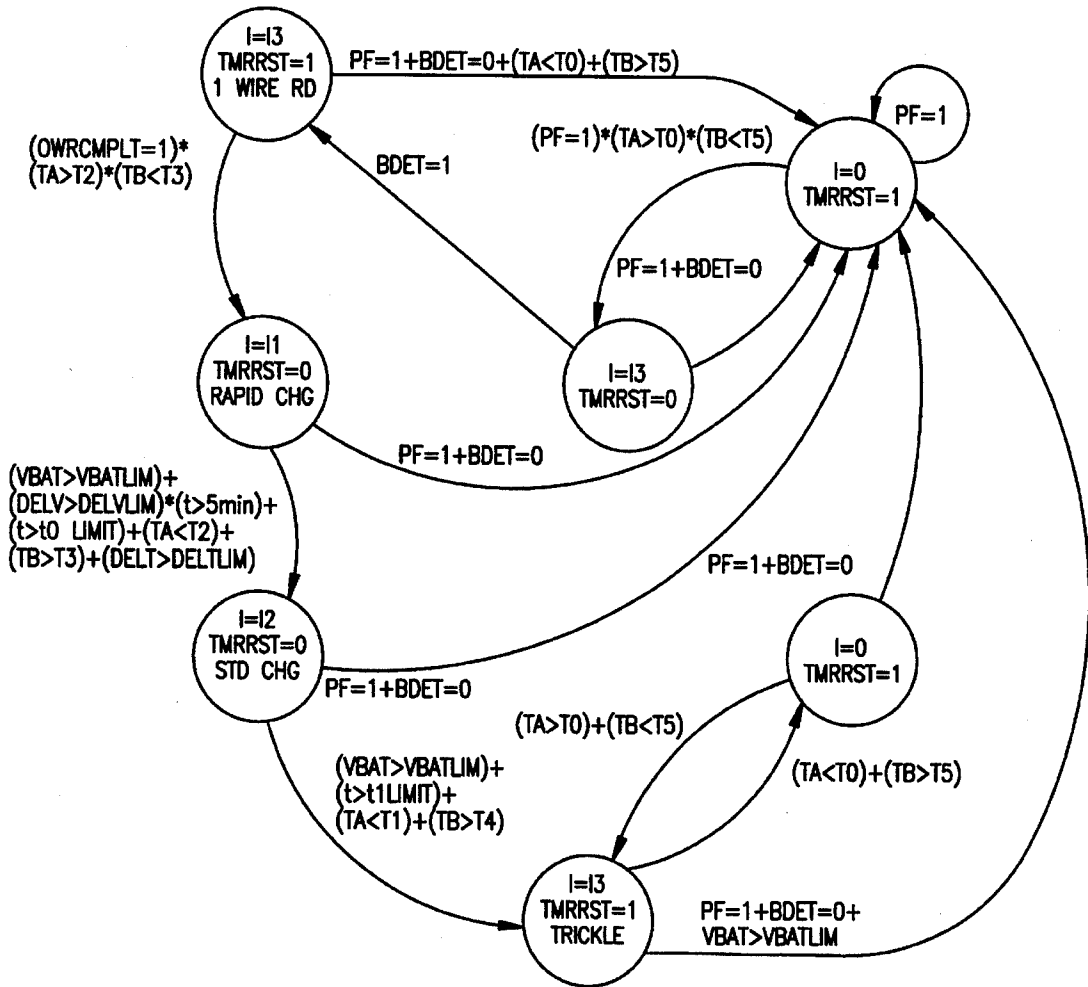 I=I3
TMRRST=1
1 WIRE RD
PF=1+BDET=0+(TA<T0)+(TB>T5)
PF=1
(OWRCMPLT=1)*
(TA>T2)*(TB<T3)
BDET=1
(PF=1)*(TA>T0)*(TB<T5)
I=0
TMRRST=1
PF=1+BDET=0
I=I1
TMRRST=0
RAPID CHG
I=I3
TMRRST=0
PF=1+BDET=0
(VBAT>VBATLIM)+
(DELV>DELVLIM)*(t>5min)+
(t>t0 LIMIT)+(TA<T2)+
(TB>T3)+(DELT>DELTLIM)
PF=1+BDET=0
I=I2
TMRRST=0
STD CHG
PF=1+BDET=0
I=0
TMRRST=1
(TA>T0)+(TB<T5)
(VBAT>VBATLIM)+
(t>t1LIMIT)+
(TA<T1)+(TB>T4)
(TA<T0)+(TB>T5)
I=I3
TMRRST=1
TRICKLE
PF=1+BDET=0+
VBAT>VBATLIM